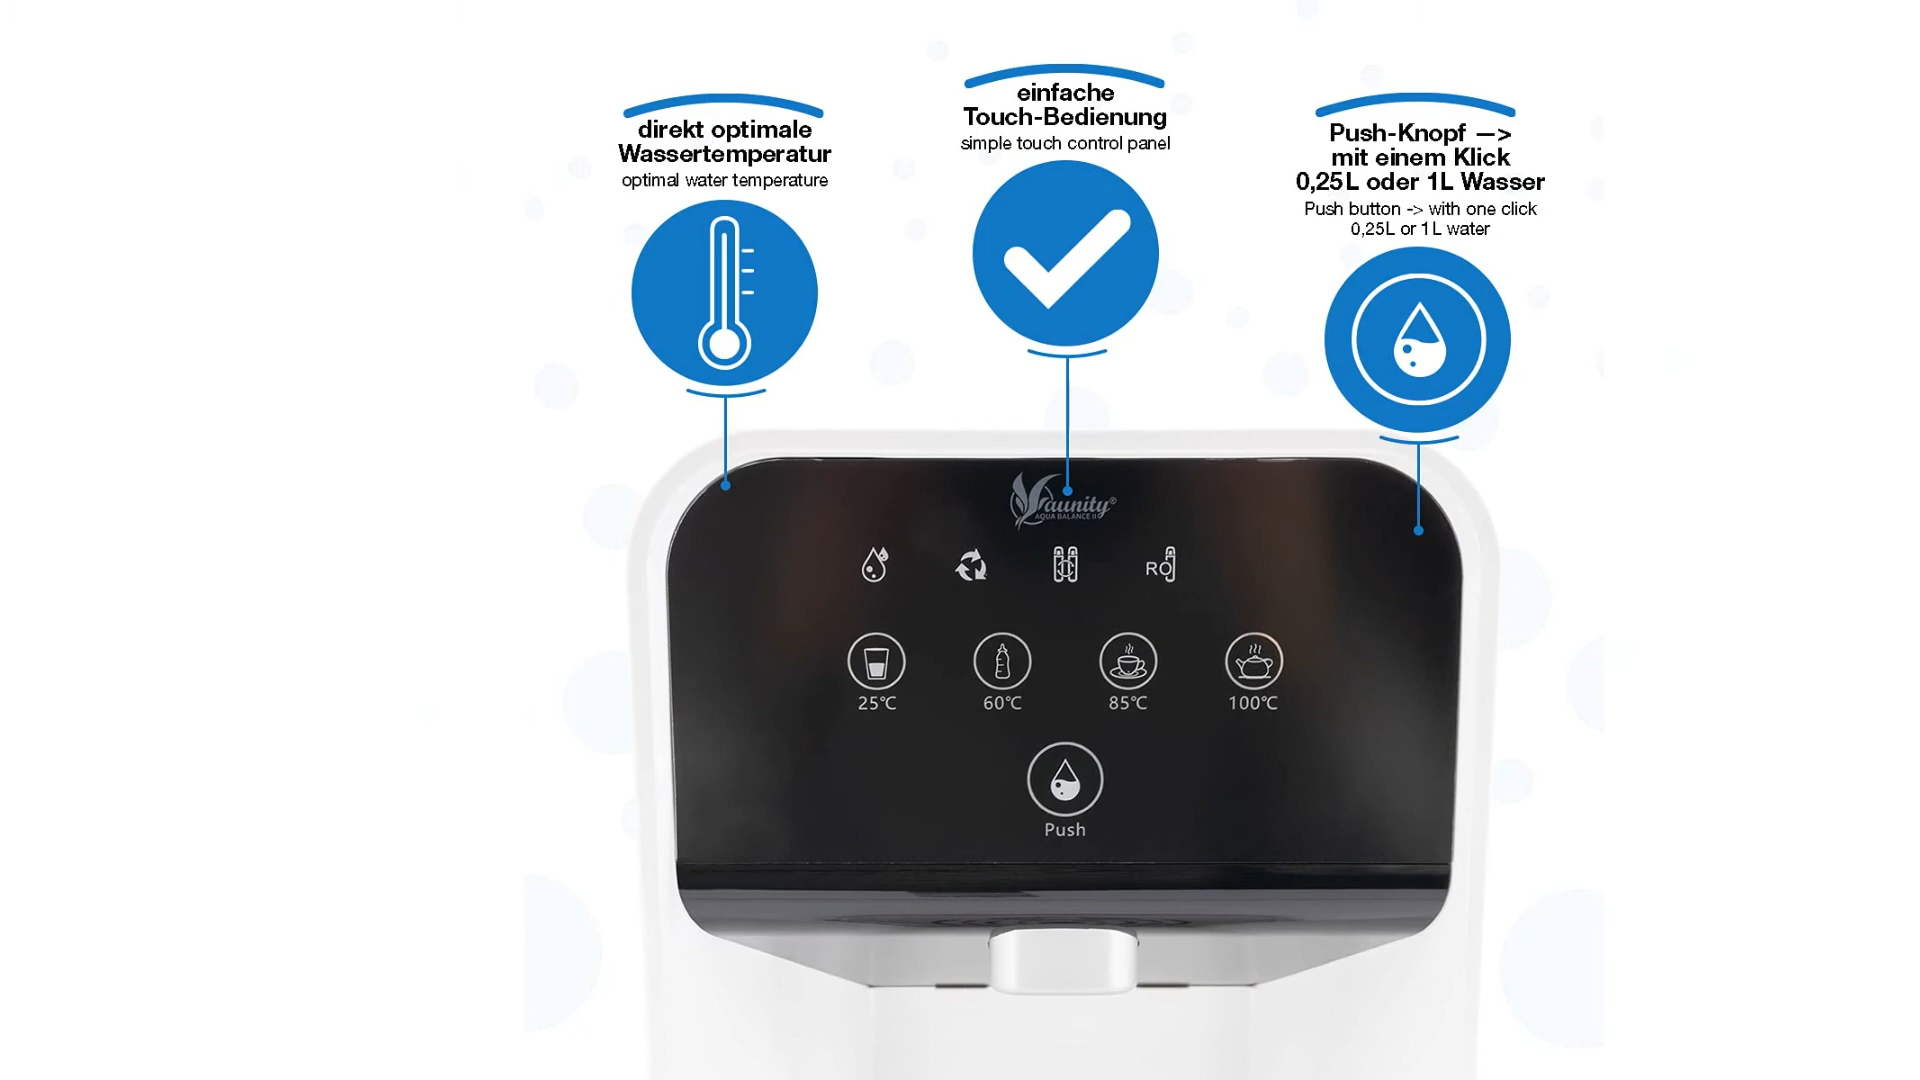 direkt optimale
Wassertemperatur
optimal water temperature
einfache
Touch-Bedienung
simple touch control panel
Push-Knopf —>
mit einem Klick
0,25L oder 1L Wasser
Push button -> with one click
0,25L or 1L water
Yaunity®
AQUA BALANCE II
RO
25°C
60°C
85°C
100°C
Push